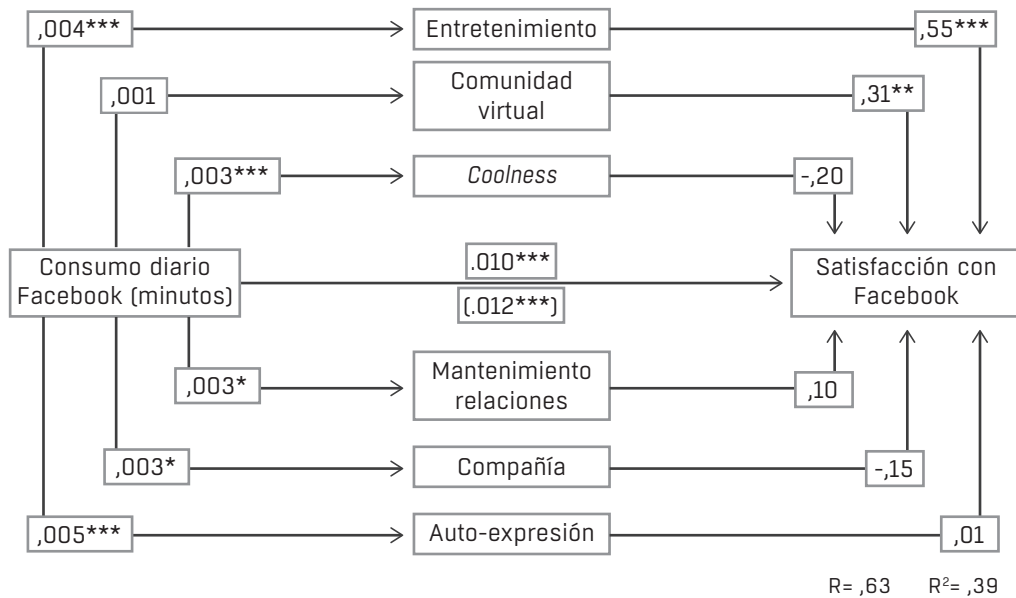 ,004***
Entretenimiento
,55***
,001
Comunidad
virtual
,31**
,003***
Coolness
-,20
Consumo diario
Facebook (minutos)
.010***
(.012***)
Satisfacción con
Facebook
,003*
Mantenimiento
relaciones
,10
,003*
Compañía
-,15
,005***
Auto-expresión
,01
R= ,63 R²= ,39